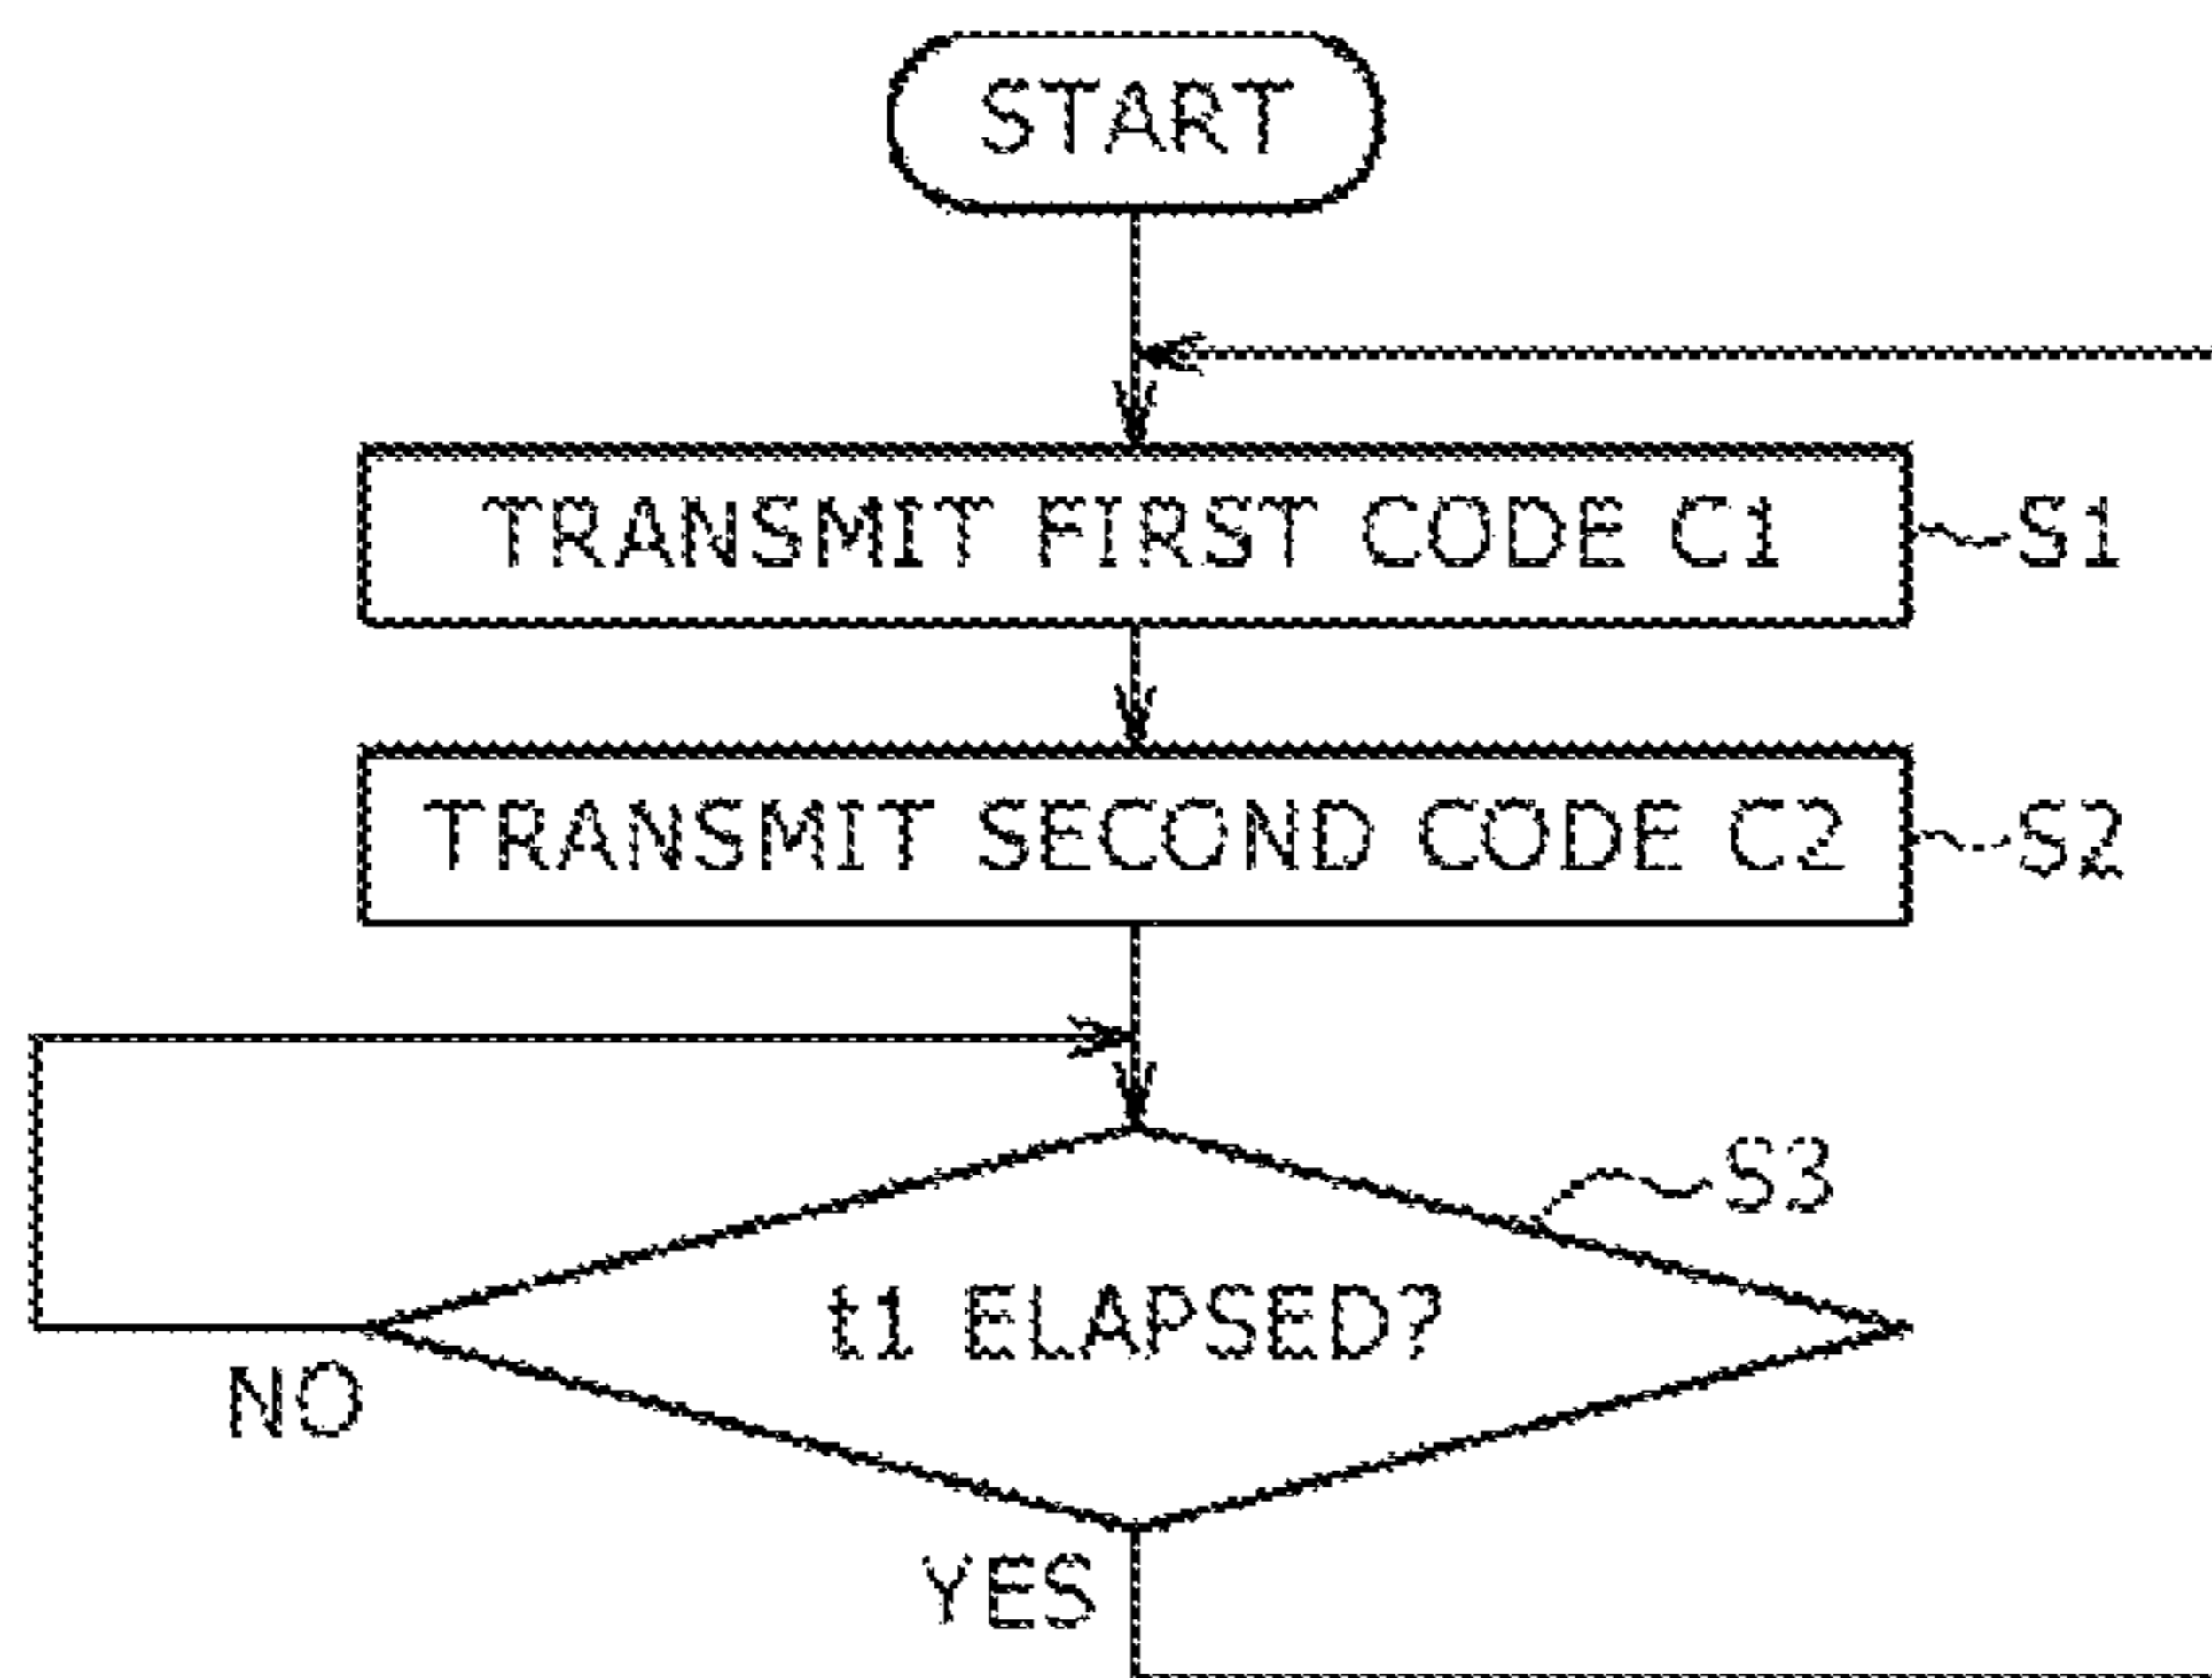 START
TRANSMIT FIRST CODE C1
S1
TRANSMIT SECOND CODE C2
S2
S3
t1 ELAPSED?
NO
YES